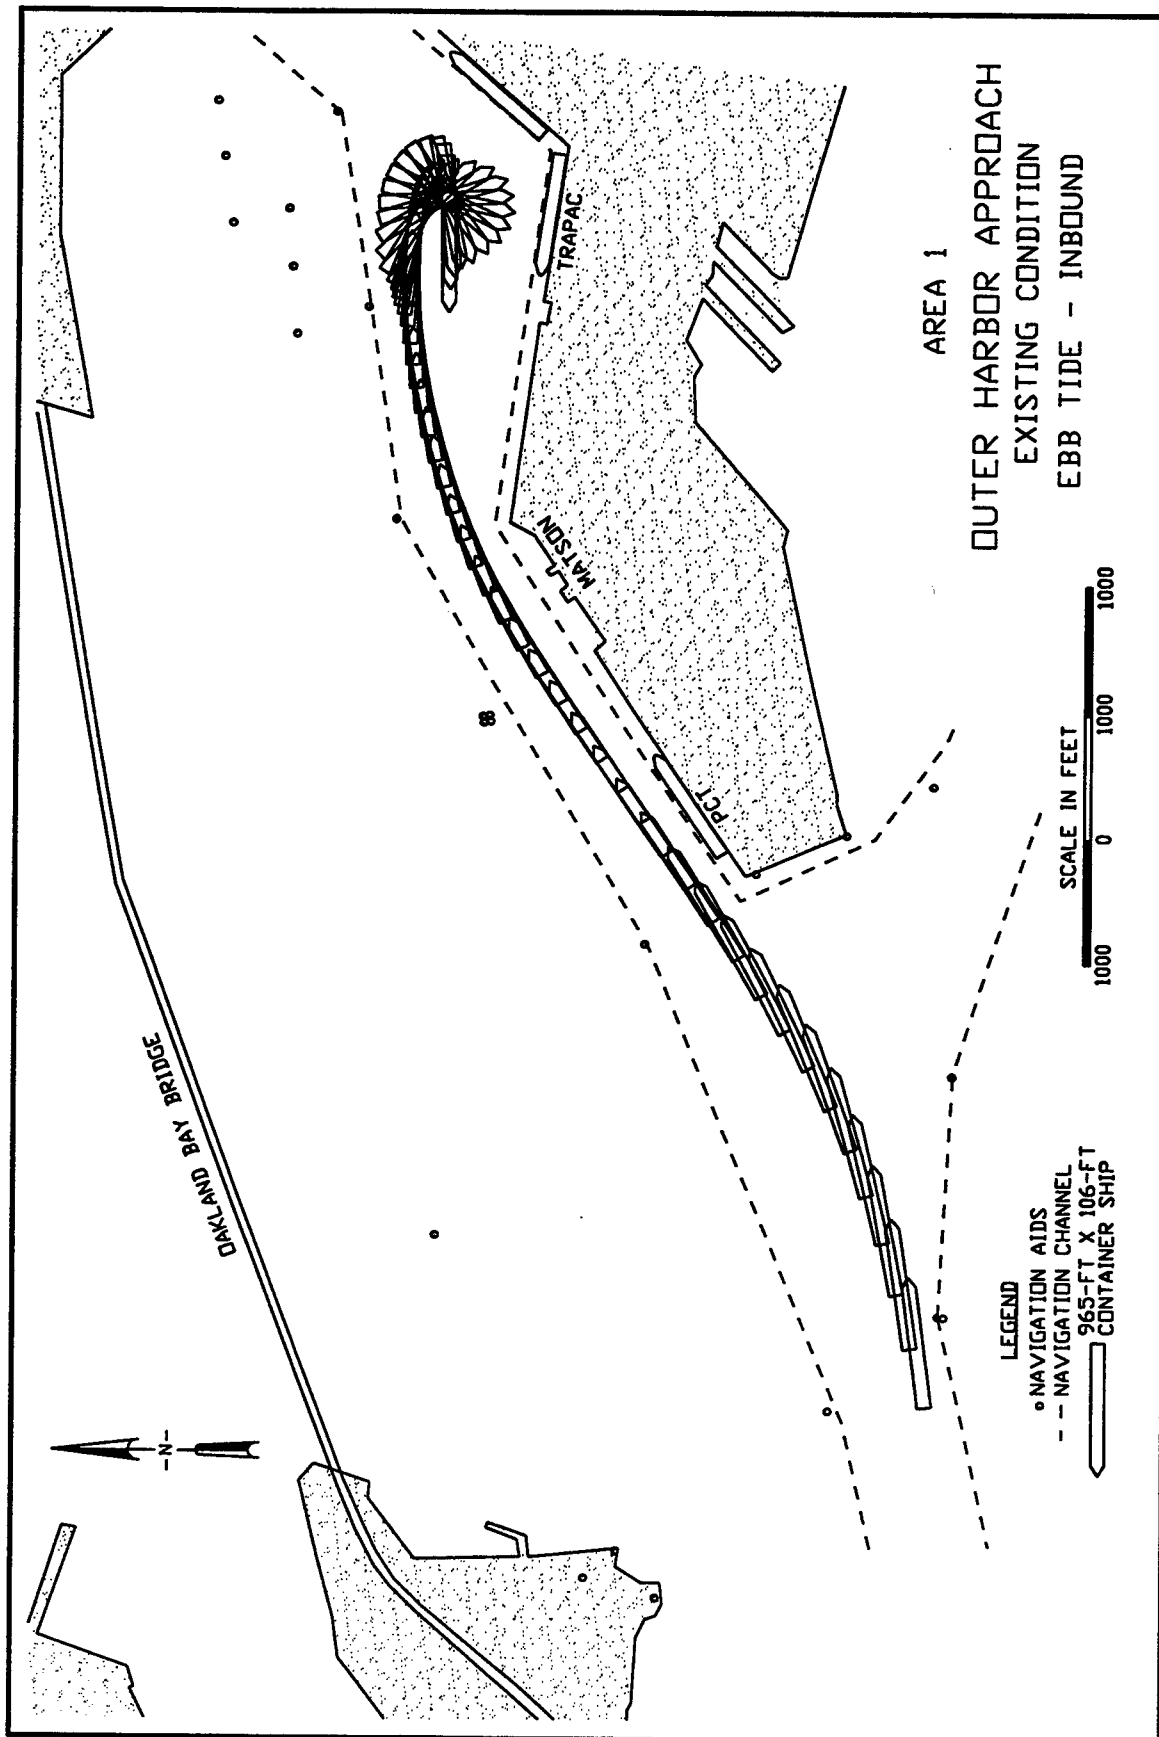 OAKLAND BAY BRIDGE
-N-
TRAPAC
MATSON
PCT
AREA 1
OUTER HARBOR APPROACH
EXISTING CONDITION
EBB TIDE - INBOUND
LEGEND
NAVIGATION AIDS
-- NAVIGATION CHANNEL
965-FT X 106-FT
CONTAINER SHIP
SCALE IN FEET
1000 0 1000 1000